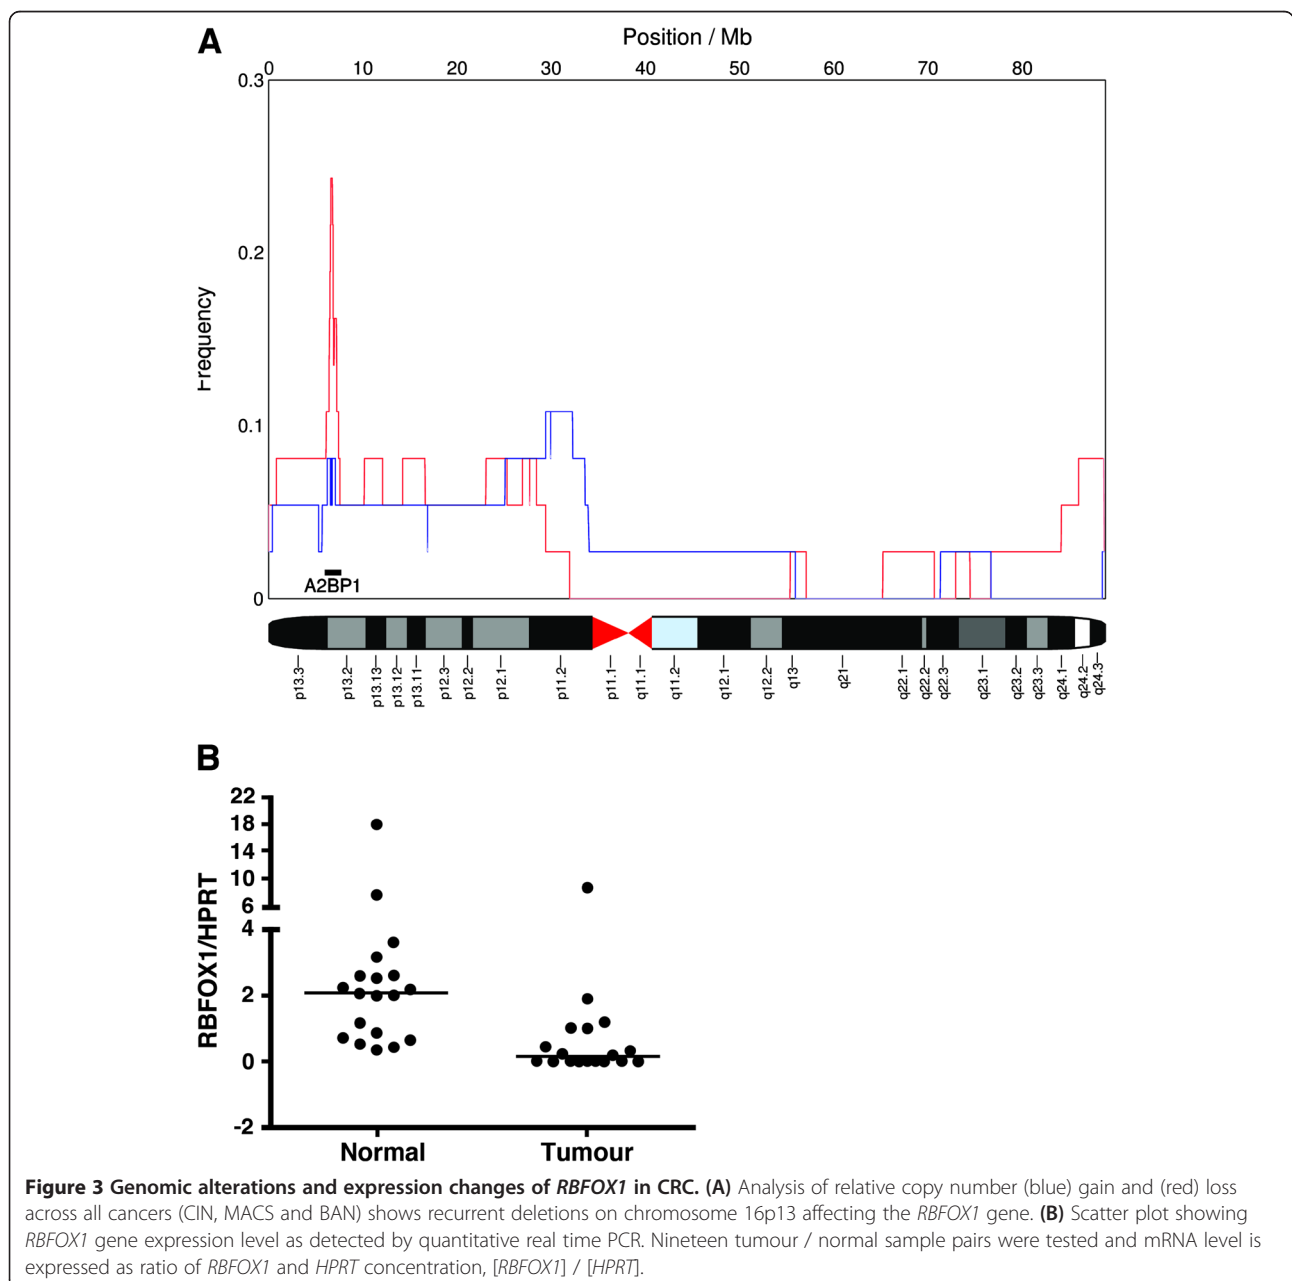 A
Position / Mb
0 10 20 30 40 50 60 70 80
0.3
0.2
0.1
0
Frequency
A2BP1
p13.3 p13.2 p13.13 p13.12 p13.11 p12.3 p12.2 p12.1 p11.2 p11.1 q11.1 q11.2 q12.1 q12.2 q13 q21 q22.1 q22.2 q22.3 q23.1 q23.2 q23.3 q24.1 q24.2 q24.3
B
22
18
14
10
6
4
2
0
-2
RBFOX1/HPRT
Normal Tumour
Figure 3 Genomic alterations and expression changes of RBFOX1 in CRC. (A) Analysis of relative copy number (blue) gain and (red) loss
across all cancers (CIN, MACS and BAN) shows recurrent deletions on chromosome 16p13 affecting the RBFOX1 gene. (B) Scatter plot showing
RBFOX1 gene expression level as detected by quantitative real time PCR. Nineteen tumour / normal sample pairs were tested and mRNA level is
expressed as ratio of RBFOX1 and HPRT concentration, [RBFOX1] / [HPRT].